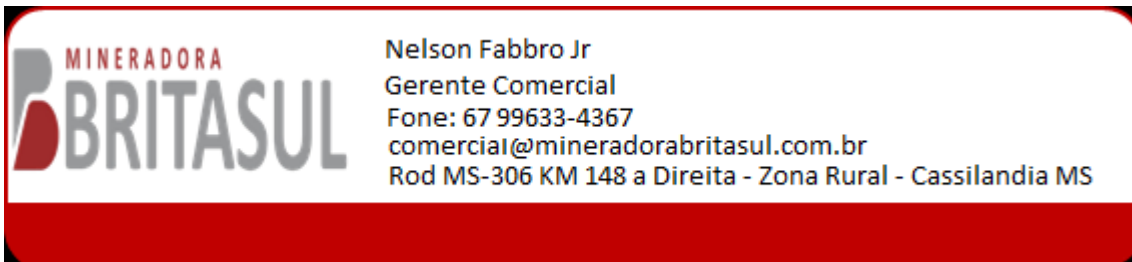 MINERADORA
BRITASUL
Nelson Fabbro Jr
Gerente Comercial
Fone: 67 99633-4367
comercial@mineradorabritasul.com.br
Rod MS-306 KM 148 a Direita - Zona Rural - Cassilandia MS